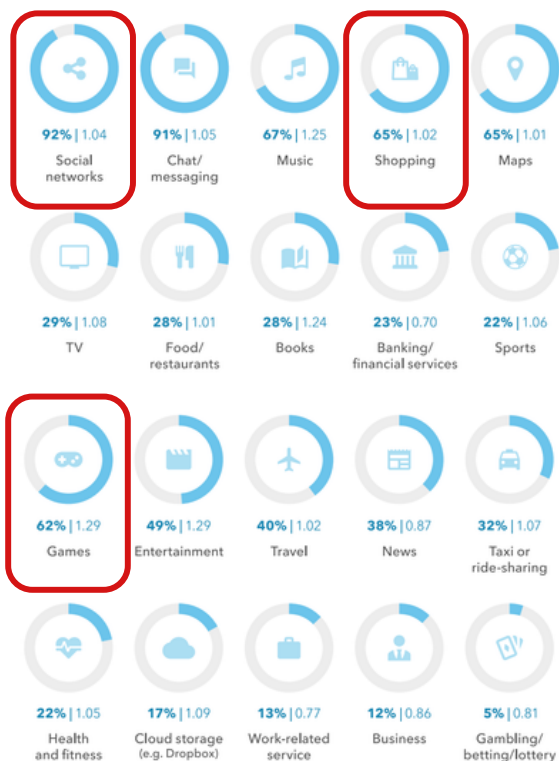 92% | 1.04
Social
networks
91% | 1.05
Chat/
messaging
67% | 1.25
Music
65% | 1.02
Shopping
65% | 1.01
Maps
29% | 1.08
TV
28% | 1.01
Food/
restaurants
28% | 1.24
Books
23% | 0.70
Banking/
financial services
22% | 1.06
Sports
62% | 1.29
Games
49% | 1.29
Entertainment
40% | 1.02
Travel
38% | 0.87
News
32% | 1.07
Taxi or
ride-sharing
22% | 1.05
Health
and fitness
17% | 1.09
Cloud storage
(e.g. Dropbox)
13% | 0.77
Work-related
service
12% | 0.86
Business
5% | 0.81
Gambling/
betting/lottery